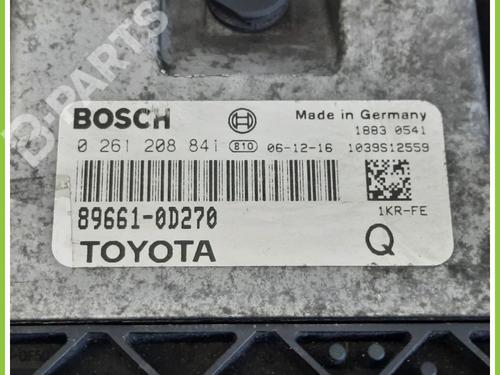 B-PARTS
BOSCH
Made in Germany
1883 0541
0 261 208 841 B10 06-12-16 1039S12559
89661-0D270
1KR-FE
TOYOTA
Q